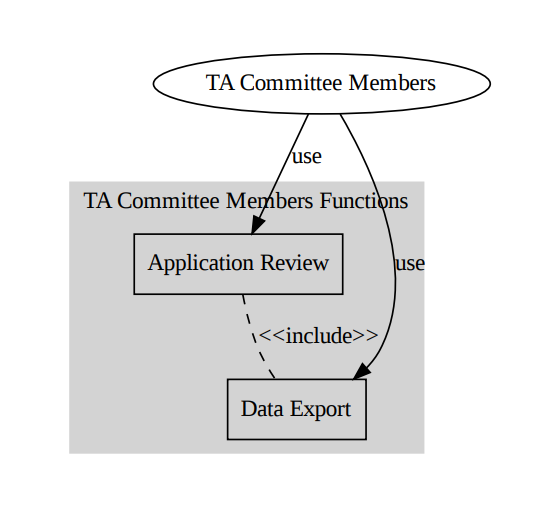 TA Committee Members
use
TA Committee Members Functions
Application Review
use
<<include>>
Data Export